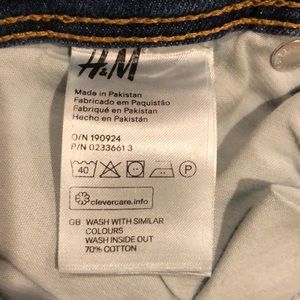 H&M
Made in Pakistan
Fabricado em Paquistão
Fabriqué en Pakistan
Hecho en Pakistán
O/N 190924
P/N 0233661 3
40 P
clevercare.info
GB WASH WITH SIMILAR
COLOURS
WASH INSIDE OUT
70% COTTON